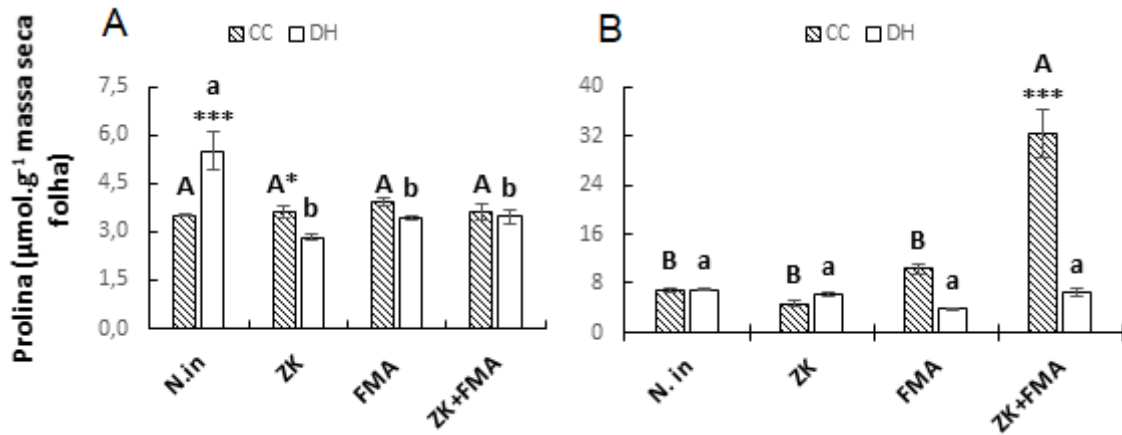 Prolina (µmol.g⁻¹ massa seca
folha)
A
CC DH
7,5
6,0
4,5
3,0
1,5
0,0
A
a
***
A*
b
A
b
A
b
N.in
ZK
FMA
ZK+FMA
B
CC DH
40
32
24
16
8
0
B
a
B
a
B
a
A
***
a
N. in
ZK
FMA
ZK+FMA